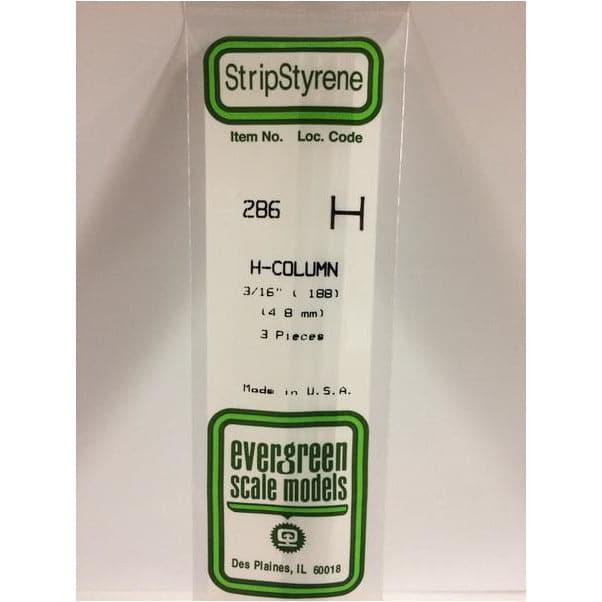 StripStyrene
Item No. Loc. Code
286 H
H-COLUMN
3/16" ( 188)
(4 8 mm)
3 Pieces
Made in U.S.A.
evergreen
scale models
Des Plaines, IL 60018